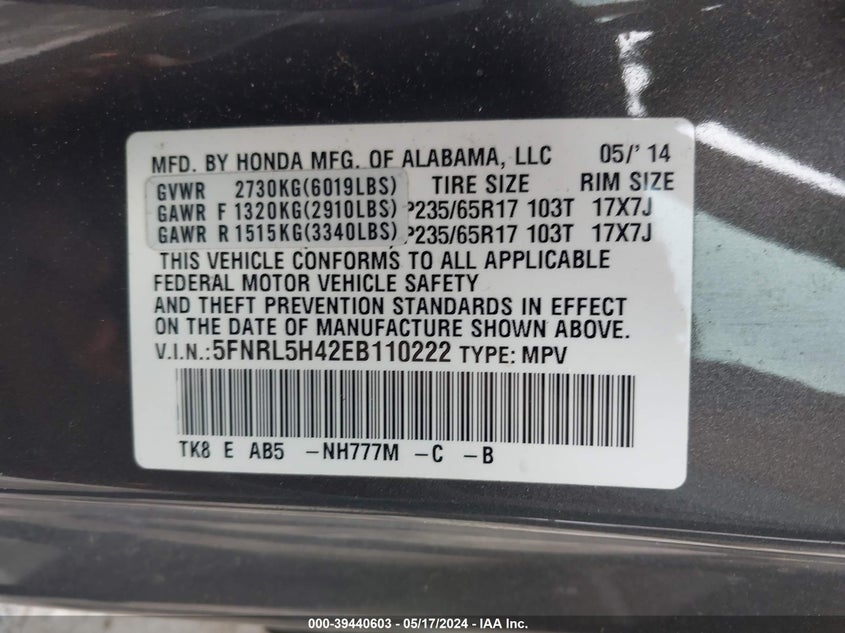 MFD. BY HONDA MFG. OF ALABAMA, LLC 05/' 14
GVWR 2730KG(6019LBS) TIRE SIZE RIM SIZE
GAWR F 1320KG(2910LBS) P235/65R17 103T 17X7J
GAWR R 1515KG(3340LBS) P235/65R17 103T 17X7J
THIS VEHICLE CONFORMS TO ALL APPLICABLE
FEDERAL MOTOR VEHICLE SAFETY
AND THEFT PREVENTION STANDARDS IN EFFECT
ON THE DATE OF MANUFACTURE SHOWN ABOVE.
V.I.N.:5FNRL5H42EB110222 TYPE: MPV
TK8 E AB5 -NH777M -C -B
000-39440603 - 05/17/2024 - IAA Inc.